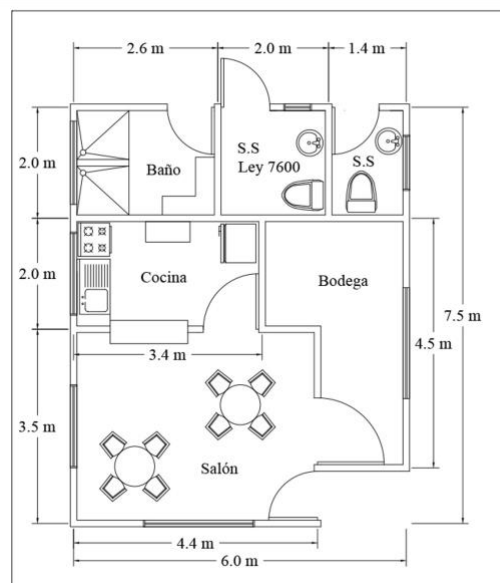 2.6 m
2.0 m
1.4 m
2.0 m
Baño
S.S
Ley 7600
S.S
2.0 m
Cocina
Bodega
7.5 m
4.5 m
3.4 m
3.5 m
Salón
4.4 m
6.0 m